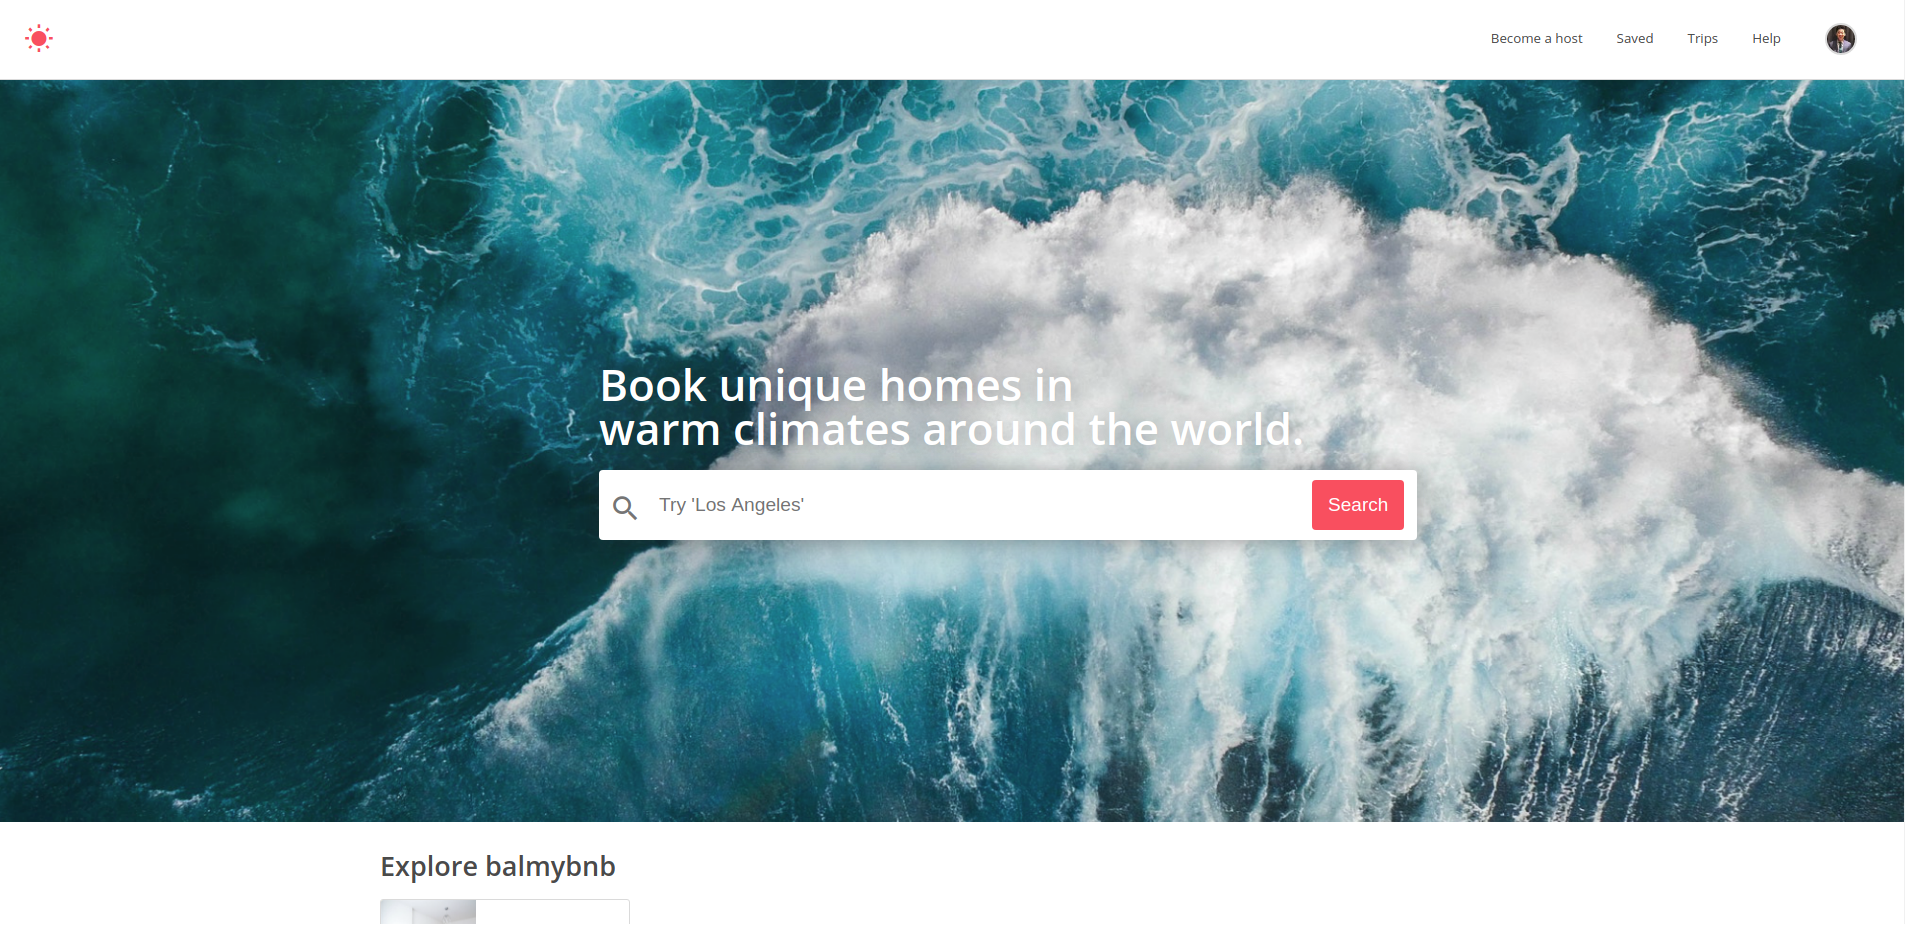 Become a host Saved Trips Help
Book unique homes in
warm climates around the world.
Try 'Los Angeles' Search
Explore balmybnb